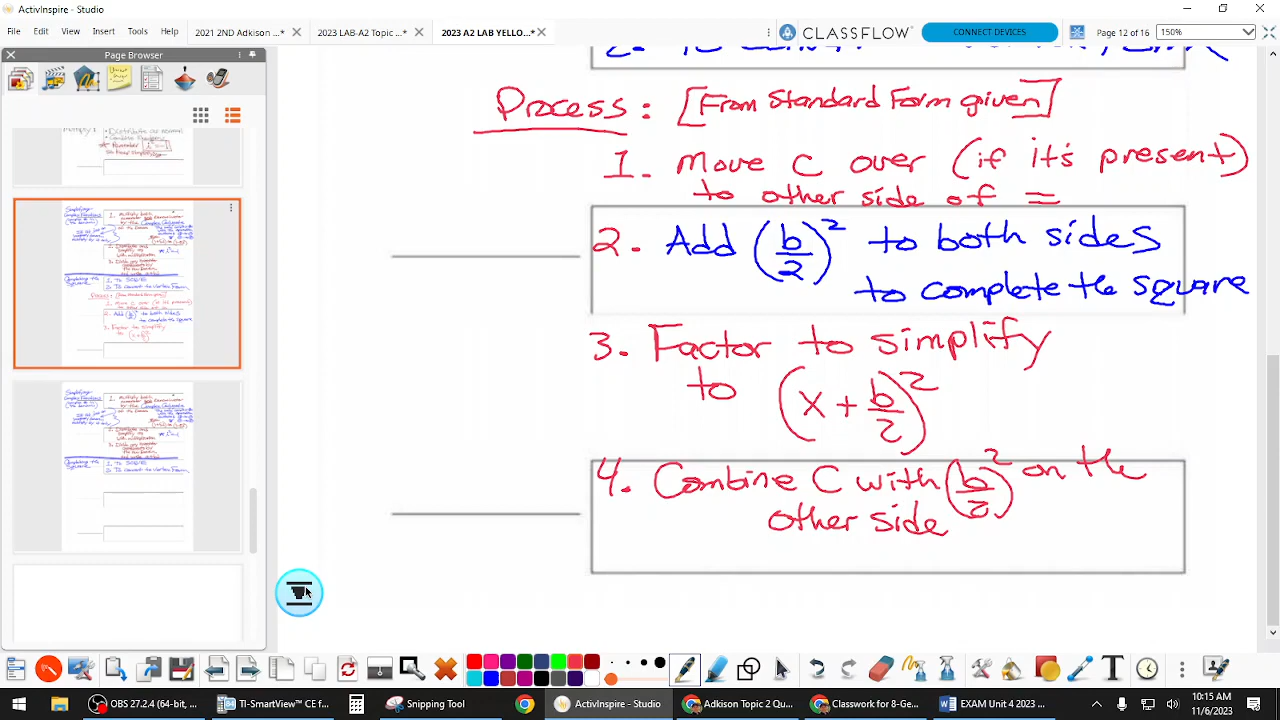 ActivInspire - Studio
File Edit View Insert Tools Help
2021 ND Adkison ...*
2023 LAB - Topic ...*
2023 A2 LAB YELLO...*
CLASSFLOW
CONNECT DEVICES
Page 12 of 16
150%
Page Browser
Process: [From Standard Form given]
1. Move C over (if it's present)
to other side of =
2. Add (b/2)² to both sides
to complete the square
3. Factor to simplify
to (x + b/2)²
4. Combine C with (b/2)² on the
other side
OBS 27.2.4 (64-bit, ...
TI-SmartView™ CE f...
Snipping Tool
ActivInspire - Studio
Adkison Topic 2 Qu...
Classwork for 8-Ge...
EXAM Unit 4 2023 ...
10:15 AM
11/6/2023